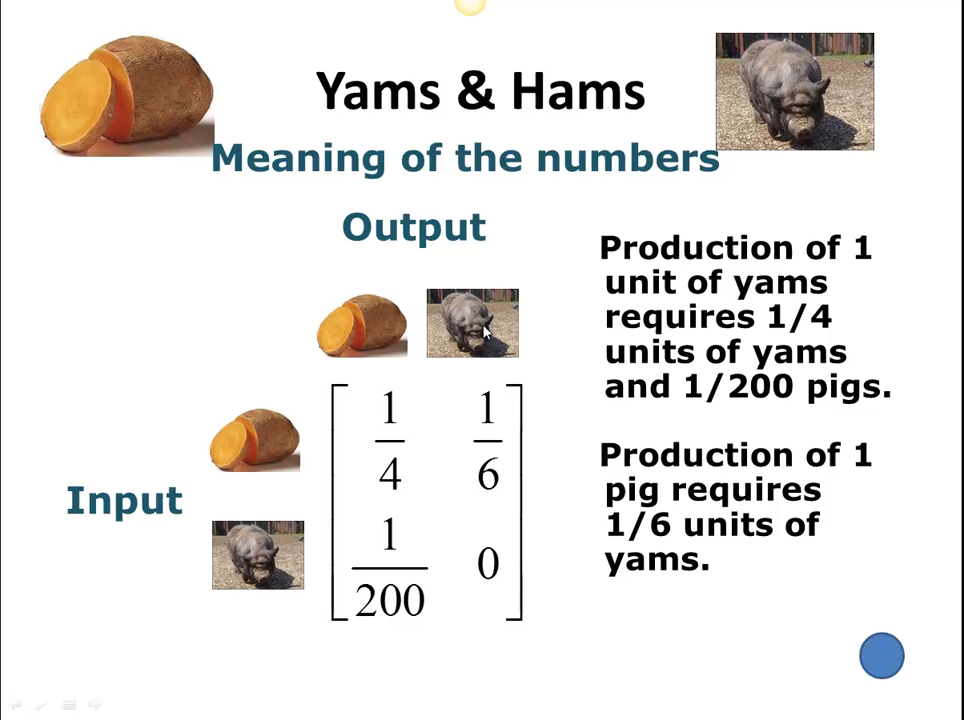 Yams & Hams
Meaning of the numbers
Output
Input
1 1
4 6
1
200 0
Production of 1
unit of yams
requires 1/4
units of yams
and 1/200 pigs.
Production of 1
pig requires
1/6 units of
yams.